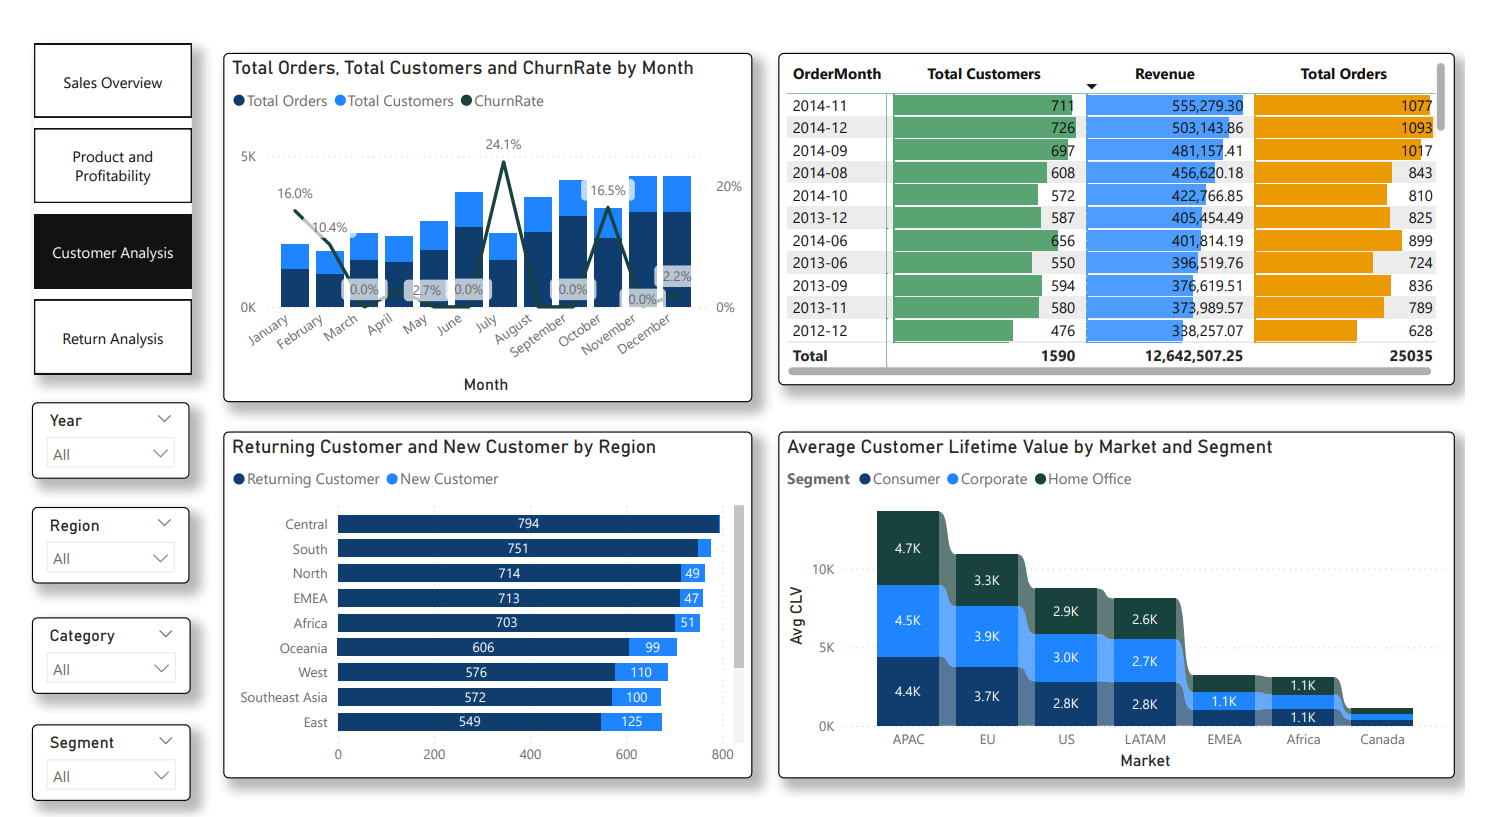 Sales Overview
Product and
Profitability
Customer Analysis
Return Analysis
Year
All
Region
All
Category
All
Segment
All
Total Orders, Total Customers and ChurnRate by Month
Total Orders Total Customers ChurnRate
5K
0K
20%
0%
16.0%
10.4%
0.0%
2.7%
0.0%
24.1%
0.0%
16.5%
0.0%
2.2%
January
February
March
April
May
June
July
August
September
October
November
December
Month
OrderMonth Total Customers Revenue Total Orders
2014-11 711 555,279.30 1077
2014-12 726 503,143.86 1093
2014-09 697 481,157.41 1017
2014-08 608 456,620.18 843
2014-10 572 422,766.85 810
2013-12 587 405,454.49 825
2014-06 656 401,814.19 899
2013-06 550 396,519.76 724
2013-09 594 376,619.51 836
2013-11 580 373,989.57 789
2012-12 476 338,257.07 628
Total 1590 12,642,507.25 25035
Returning Customer and New Customer by Region
Returning Customer New Customer
Central 794
South 751
North 714 49
EMEA 713 47
Africa 703 51
Oceania 606 99
West 576 110
Southeast Asia 572 100
East 549 125
0 200 400 600 800
Average Customer Lifetime Value by Market and Segment
Segment Consumer Corporate Home Office
Avg CLV
10K
5K
0K
4.7K
4.5K
4.4K
3.3K
3.9K
3.7K
2.9K
3.0K
2.8K
2.6K
2.7K
2.8K
1.1K
1.1K
1.1K
APAC EU US LATAM EMEA Africa Canada
Market